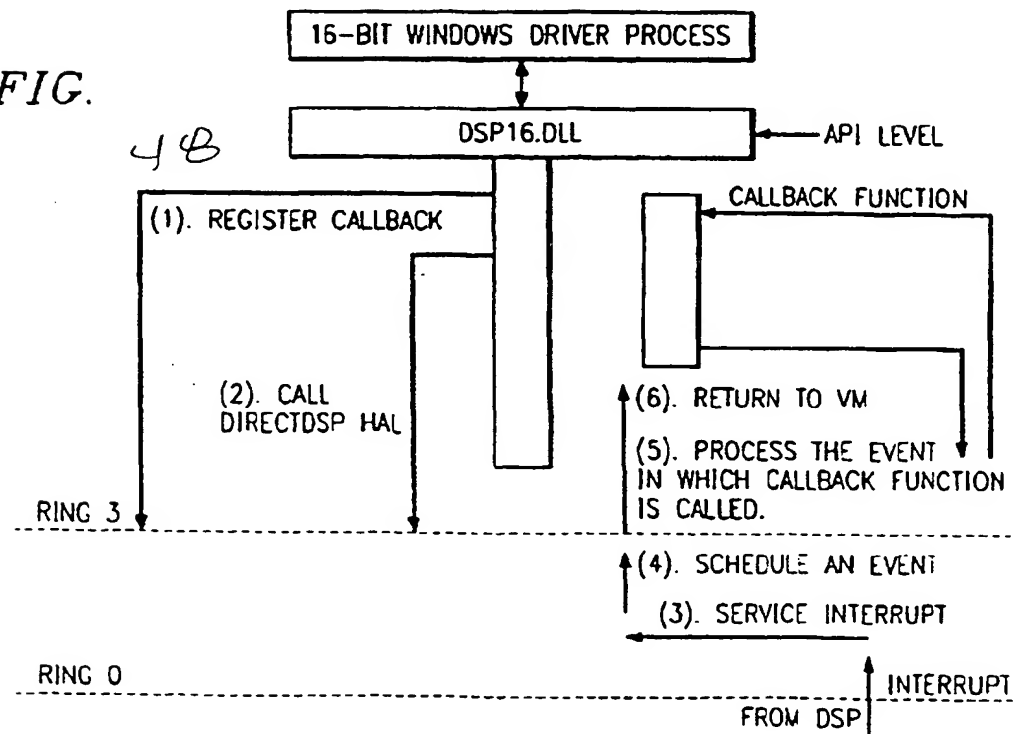 16-BIT WINDOWS DRIVER PROCESS
FIG.
48
DSP16.DLL
API LEVEL
(1). REGISTER CALLBACK
CALLBACK FUNCTION
(2). CALL
DIRECTDSP HAL
(6). RETURN TO VM
(5). PROCESS THE EVENT
IN WHICH CALLBACK FUNCTION
IS CALLED.
RING 3
(4). SCHEDULE AN EVENT
(3). SERVICE INTERRUPT
RING 0
INTERRUPT
FROM DSP